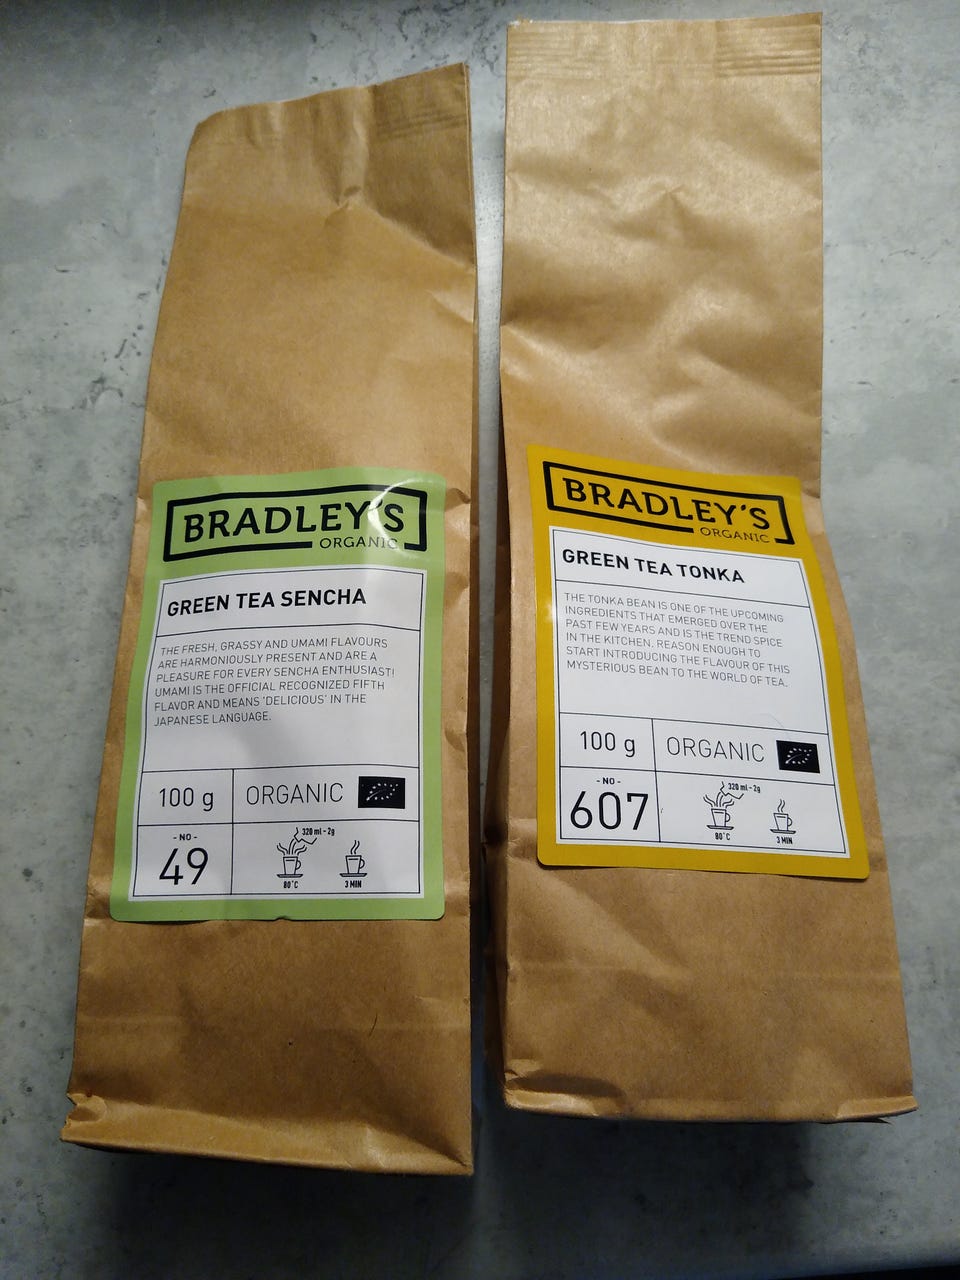 BRADLEY'S
ORGANIC
GREEN TEA SENCHA
THE FRESH, GRASSY AND UMAMI FLAVOURS
ARE HARMONIOUSLY PRESENT AND ARE A
PLEASURE FOR EVERY SENCHA ENTHUSIAST!
UMAMI IS THE OFFICIAL RECOGNIZED FIFTH
FLAVOR AND MEANS 'DELICIOUS' IN THE
JAPANESE LANGUAGE.
100 g
ORGANIC
- NO -
49
320 ml - 2g
80°C
3 MIN
BRADLEY'S
ORGANIC
GREEN TEA TONKA
THE TONKA BEAN IS ONE OF THE UPCOMING
INGREDIENTS THAT EMERGED OVER THE
PAST FEW YEARS AND IS THE TREND SPICE
IN THE KITCHEN. REASON ENOUGH TO
START INTRODUCING THE FLAVOUR OF THIS
MYSTERIOUS BEAN TO THE WORLD OF TEA.
100 g
ORGANIC
- NO -
607
320 ml - 2g
80°C
3 MIN